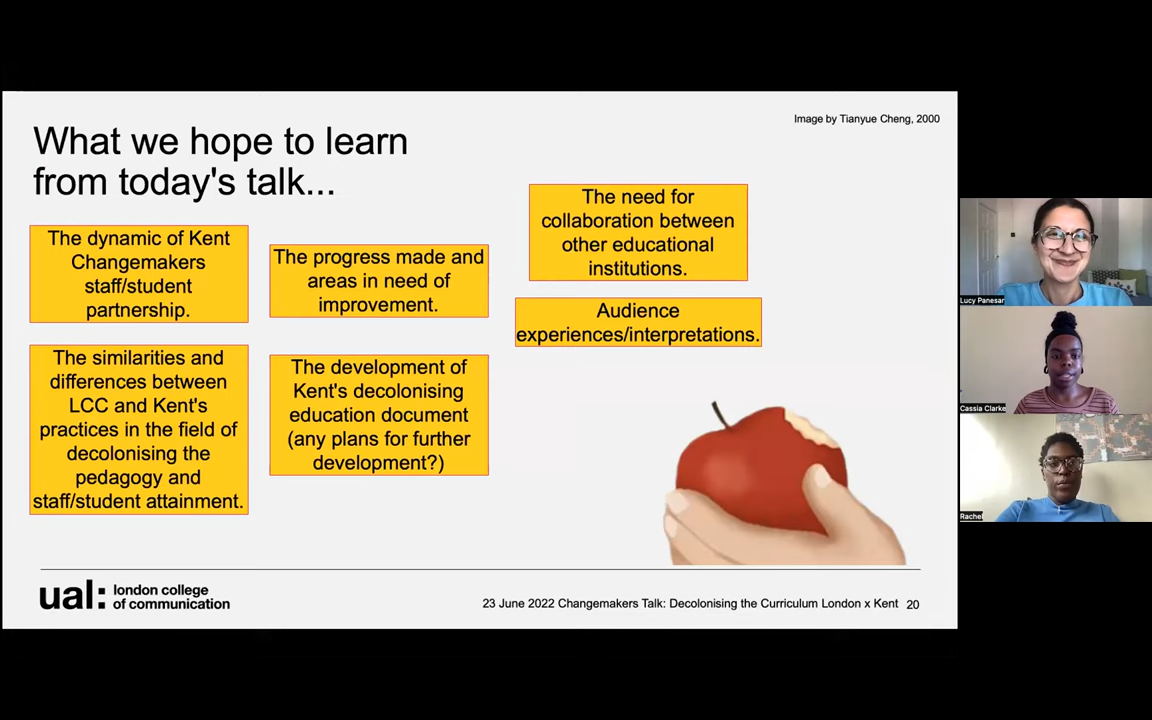 Image by Tianyue Cheng, 2000
What we hope to learn
from today's talk...
The dynamic of Kent
Changemakers
staff/student
partnership.
The progress made and
areas in need of
improvement.
The need for
collaboration between
other educational
institutions.
Audience
experiences/interpretations.
The similarities and
differences between
LCC and Kent's
practices in the field of
decolonising the
pedagogy and
staff/student attainment.
The development of
Kent's decolonising
education document
(any plans for further
development?)
ual: london college
of communication
23 June 2022 Changemakers Talk: Decolonising the Curriculum London x Kent 20
Lucy Panesar
Cassia Clarke
Rachel